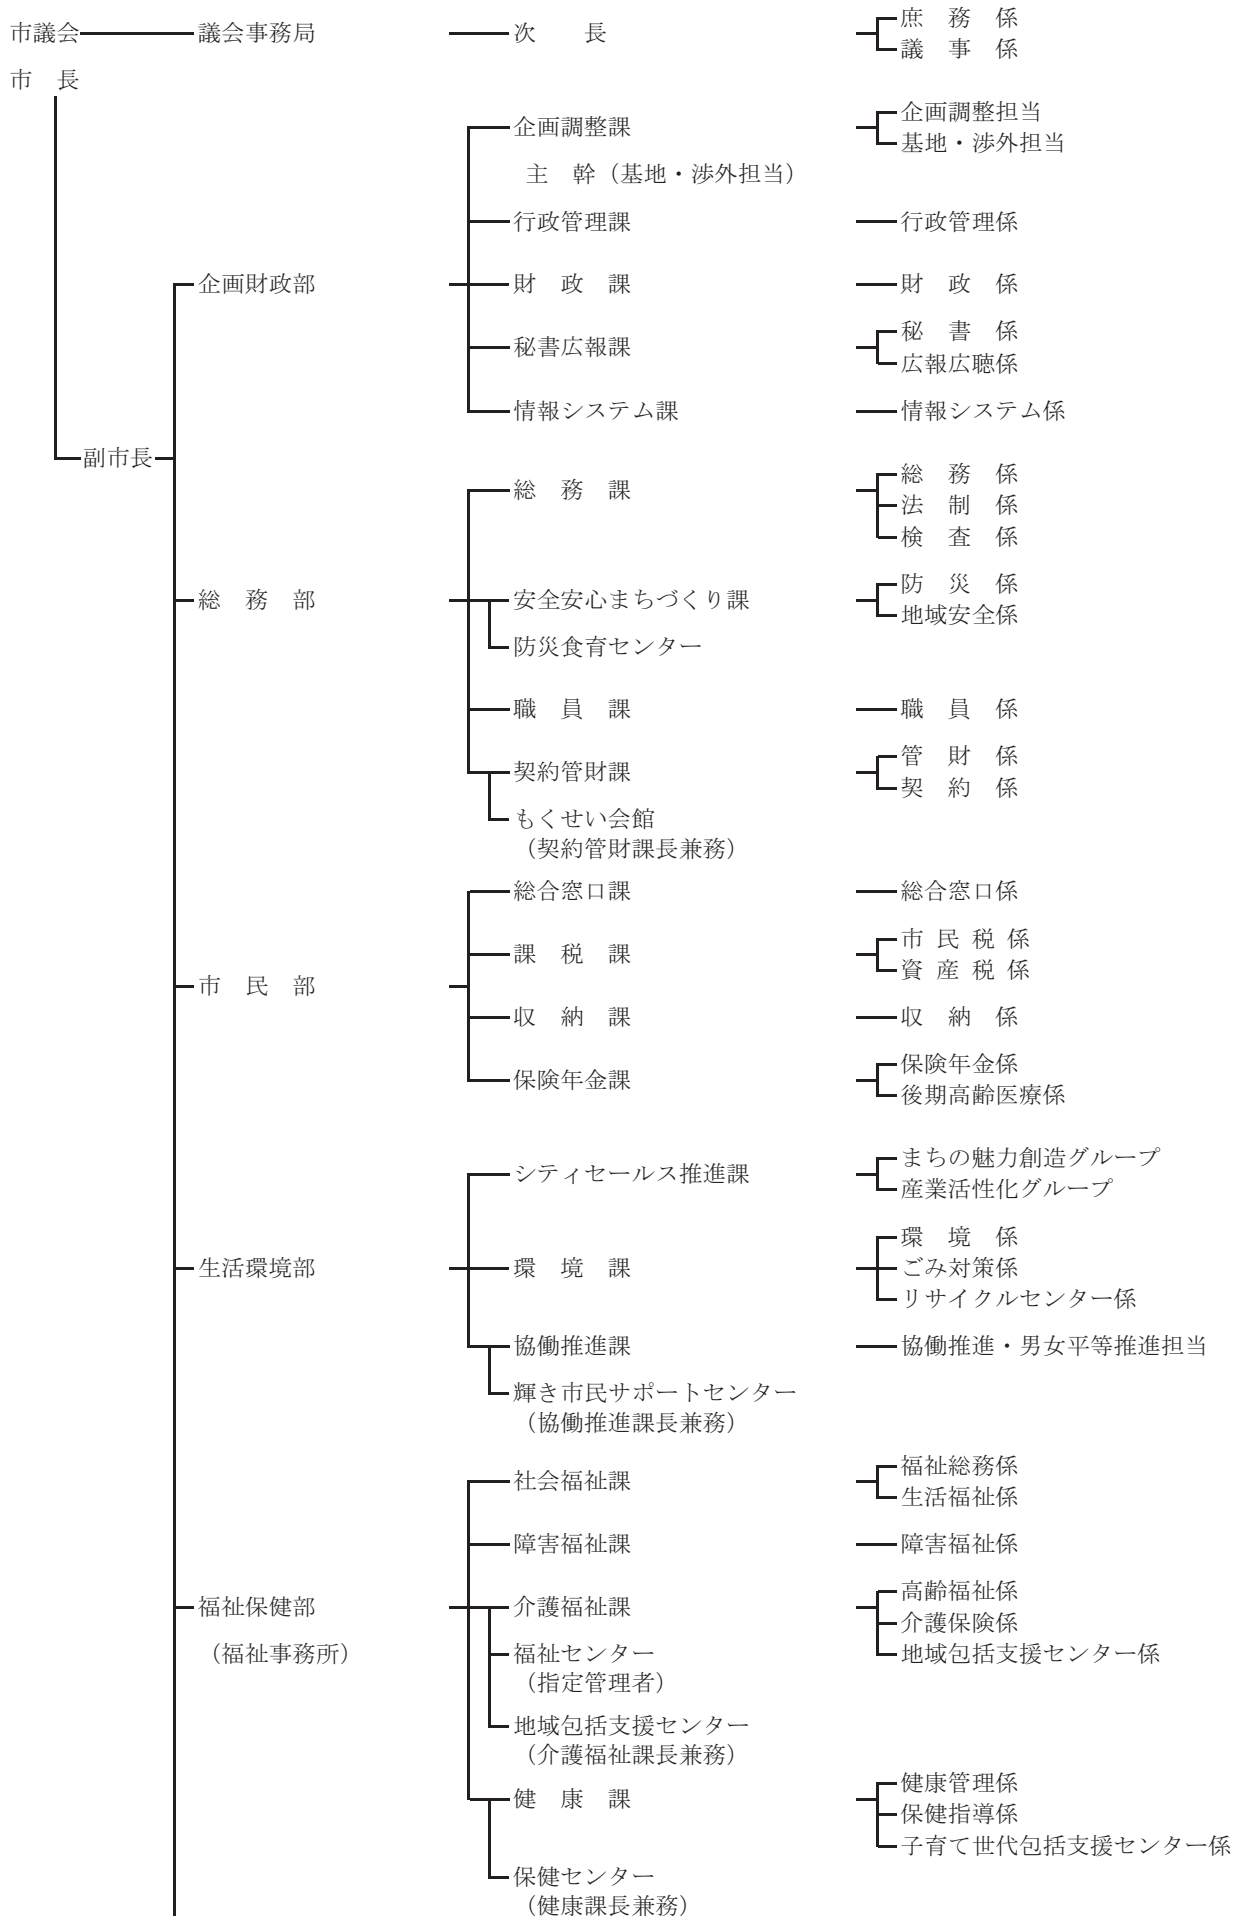 市議会 議会事務局 次　長 庶　務　係
議　事　係
市　長
企画調整課 企画調整担当
基地・渉外担当
主　幹（基地・渉外担当）
行政管理課 行政管理係
企画財政部 財　政　課 財　政　係
秘書広報課 秘　書　係
広報広聴係
情報システム課 情報システム係
副市長
総　務　課 総　務　係
法　制　係
検　査　係
総　務　部 安全安心まちづくり課 防　災　係
地域安全係
防災食育センター
職　員　課 職　員　係
契約管財課 管　財　係
契　約　係
もくせい会館
（契約管財課長兼務）
総合窓口課 総合窓口係
課　税　課 市 民 税 係
資 産 税 係
市　民　部
収　納　課 収　納　係
保険年金課 保険年金係
後期高齢医療係
シティセールス推進課 まちの魅力創造グループ
産業活性化グループ
生活環境部 環　境　課 環　境　係
ごみ対策係
リサイクルセンター係
協働推進課 協働推進・男女平等推進担当
輝き市民サポートセンター
（協働推進課長兼務）
社会福祉課 福祉総務係
生活福祉係
障害福祉課 障害福祉係
福祉保健部 介護福祉課 高齢福祉係
介護保険係
（福祉事務所） 福祉センター 地域包括支援センター係
（指定管理者）
地域包括支援センター
（介護福祉課長兼務）
健　康　課 健康管理係
保健指導係
子育て世代包括支援センター係
保健センター
（健康課長兼務）